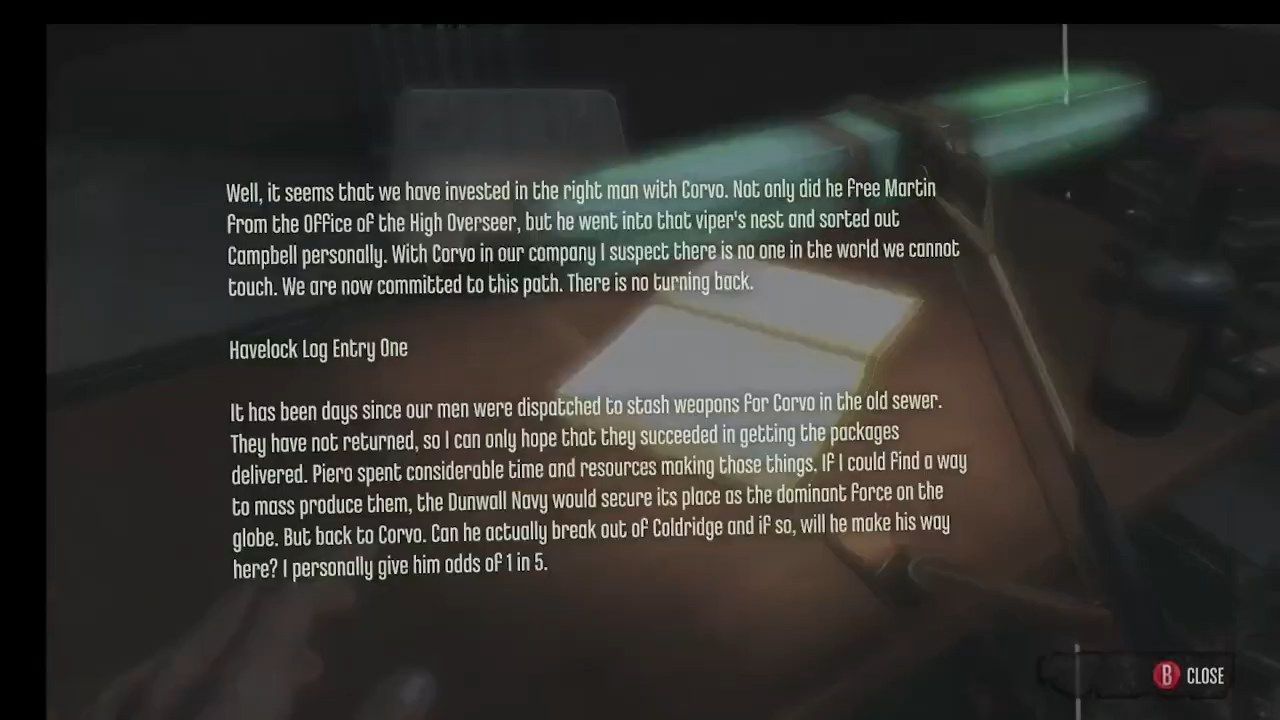 Well, it seems that we have invested in the right man with Corvo. Not only did he free Martin
from the Office of the High Overseer, but he went into that viper's nest and sorted out
Campbell personally. With Corvo in our company I suspect there is no one in the world we cannot
touch. We are now committed to this path. There is no turning back.
Havelock Log Entry One
It has been days since our men were dispatched to stash weapons for Corvo in the old sewer.
They have not returned, so I can only hope that they succeeded in getting the packages
delivered. Piero spent considerable time and resources making those things. If I could find a way
to mass produce them, the Dunwall Navy would secure its place as the dominant force on the
globe. But back to Corvo. Can he actually break out of Coldridge and if so, will he make his way
here? I personally give him odds of 1 in 5.
B CLOSE